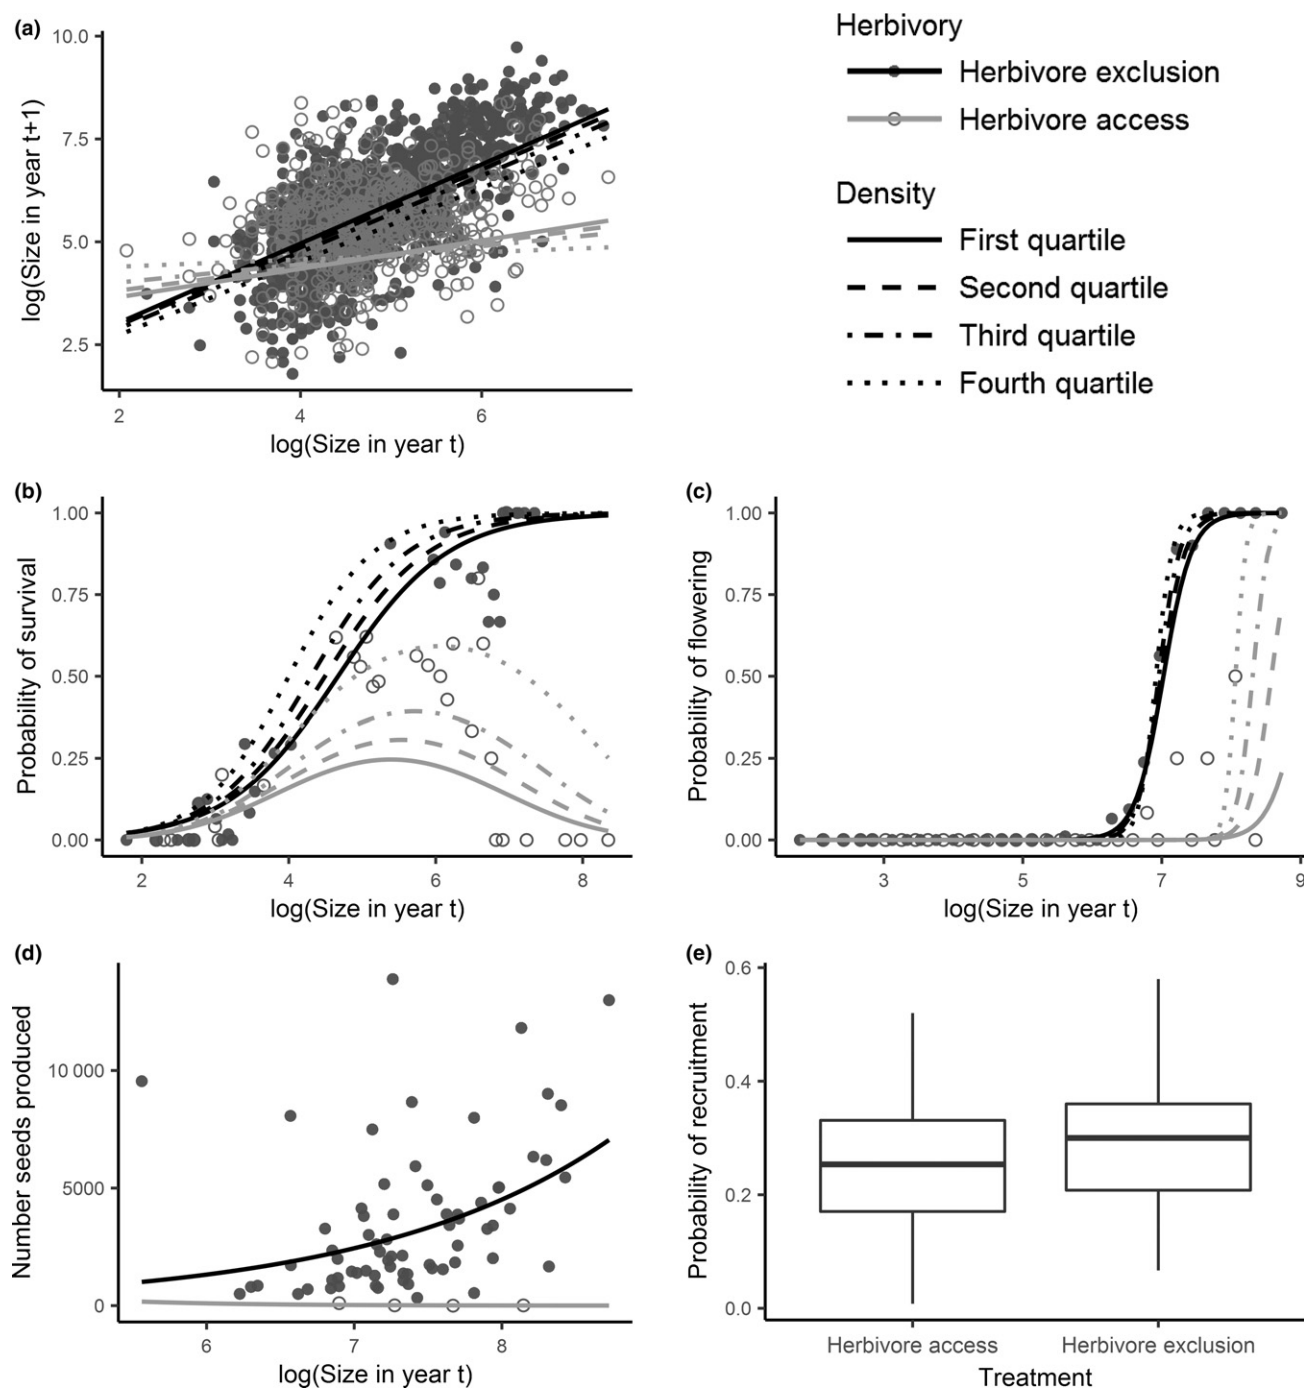 (a)
10.0
7.5
5.0
2.5
log(Size in year t+1)
2
4
6
log(Size in year t)
Herbivory
Herbivore exclusion
Herbivore access
Density
First quartile
Second quartile
Third quartile
Fourth quartile
(b)
1.00
0.75
0.50
0.25
0.00
Probability of survival
2
4
6
8
log(Size in year t)
(c)
1.00
0.75
0.50
0.25
0.00
Probability of flowering
3
5
7
9
log(Size in year t)
(d)
10 000
5000
0
Number seeds produced
6
7
8
log(Size in year t)
(e)
0.6
0.4
0.2
0.0
Probability of recruitment
Herbivore access
Herbivore exclusion
Treatment